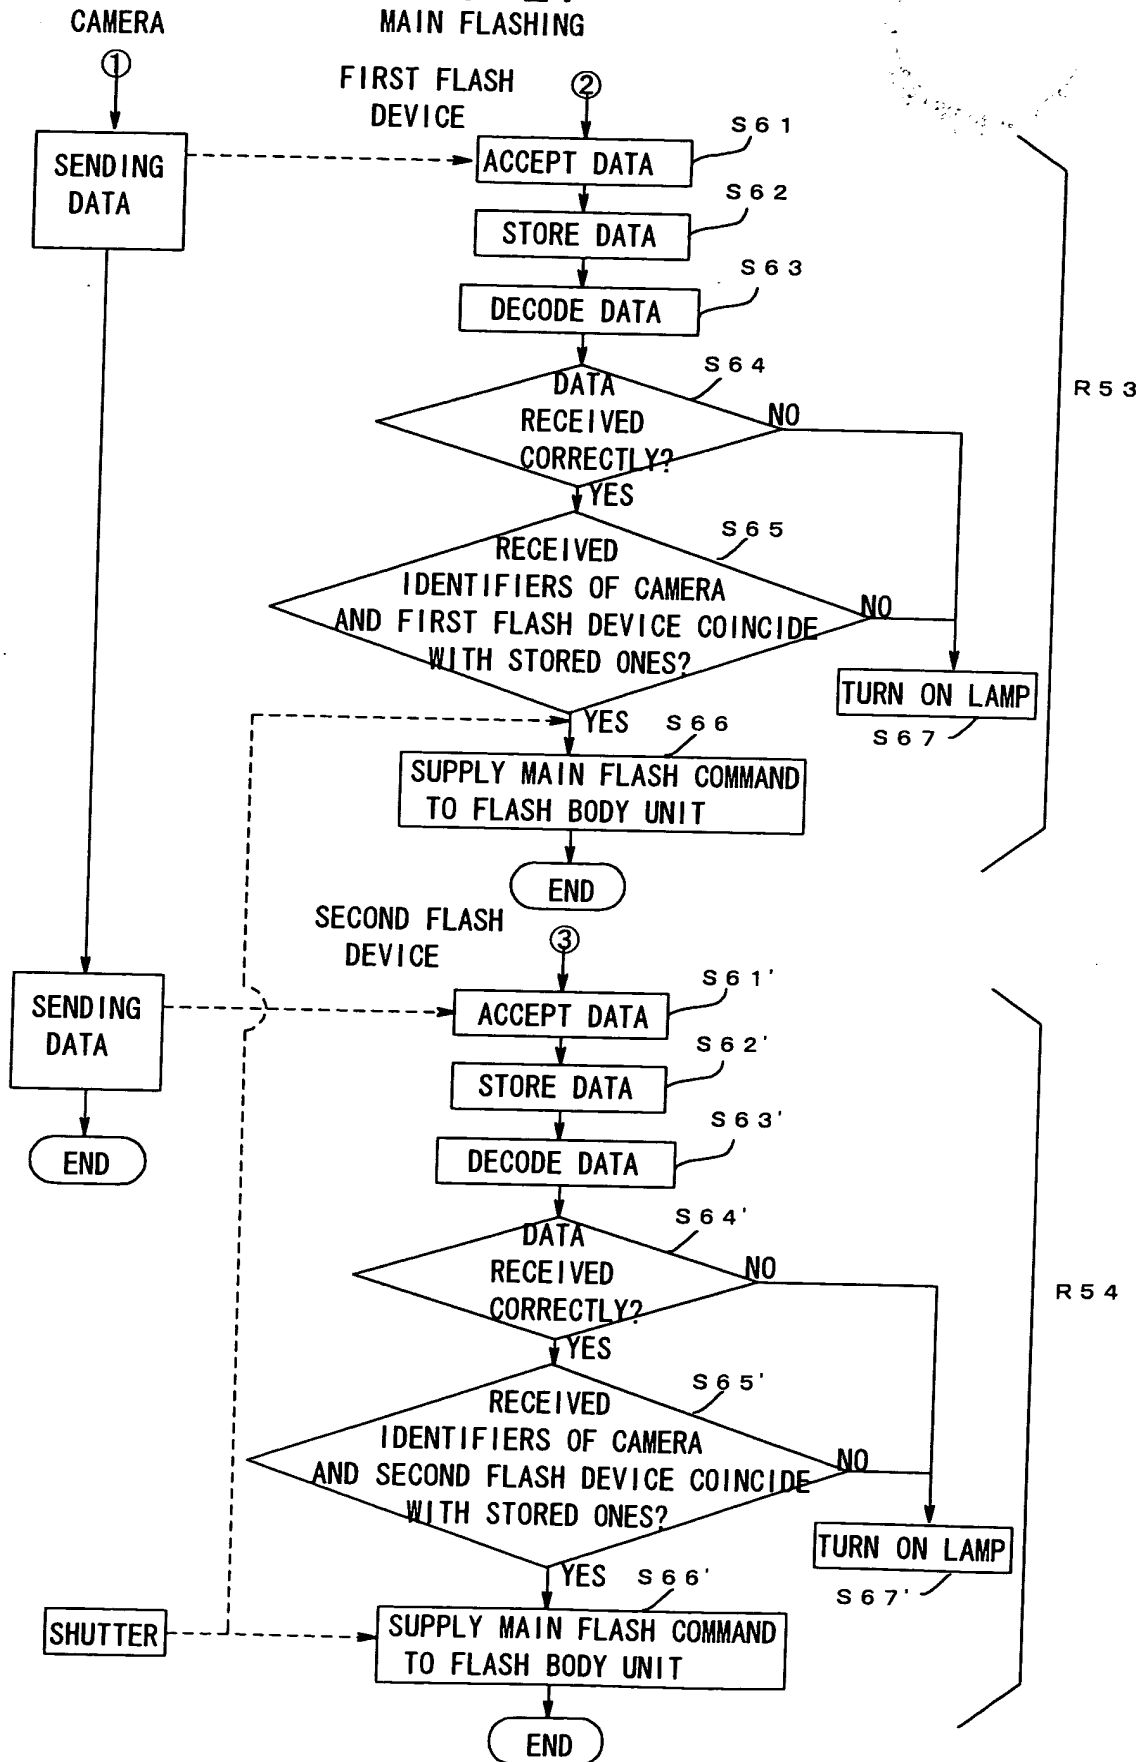 MAIN FLASHING
CAMERA
①
FIRST FLASH
DEVICE
②
SENDING
DATA
S61
ACCEPT DATA
S62
STORE DATA
S63
DECODE DATA
S64
DATA
RECEIVED
CORRECTLY?
NO
YES
R53
S65
RECEIVED
IDENTIFIERS OF CAMERA
AND FIRST FLASH DEVICE COINCIDE
WITH STORED ONES?
NO
TURN ON LAMP
S67
YES
S66
SUPPLY MAIN FLASH COMMAND
TO FLASH BODY UNIT
END
SECOND FLASH
DEVICE
③
SENDING
DATA
END
S61'
ACCEPT DATA
S62'
STORE DATA
S63'
DECODE DATA
S64'
DATA
RECEIVED
CORRECTLY?
NO
YES
R54
S65'
RECEIVED
IDENTIFIERS OF CAMERA
AND SECOND FLASH DEVICE COINCIDE
WITH STORED ONES?
NO
TURN ON LAMP
S67'
YES
S66'
SHUTTER
SUPPLY MAIN FLASH COMMAND
TO FLASH BODY UNIT
END